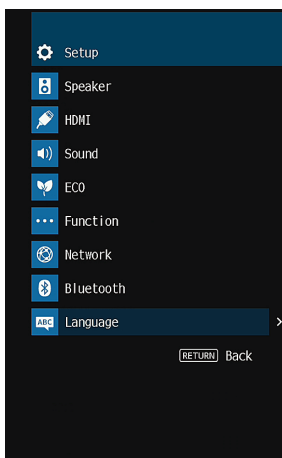 Setup
Speaker
HDMI
Sound
ECO
Function
Network
Bluetooth
ABC Language
RETURN Back